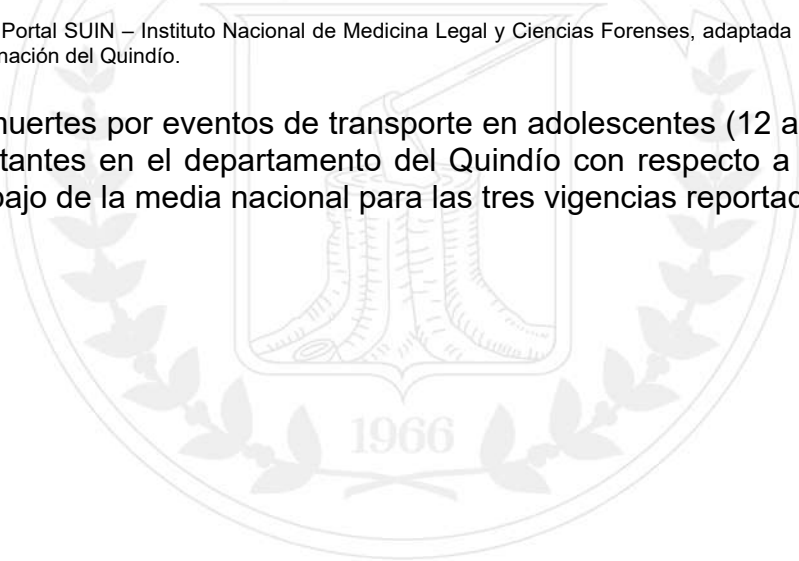 Portal SUIN – Instituto Nacional de Medicina Legal y Ciencias Forenses, adaptada
nación del Quindío.
muertes por eventos de transporte en adolescentes (12 a
tantes en el departamento del Quindío con respecto a
bajo de la media nacional para las tres vigencias reportad
1966